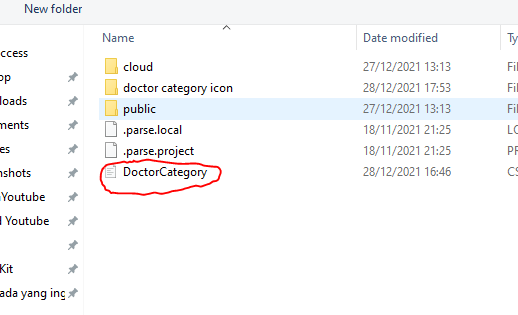 New folder
Name Date modified Ty
ccess
op
loads
ments
es
nshots
Youtube
l Youtube
Kit
ada yang ing
cloud 27/12/2021 13:13 Fil
doctor category icon 28/12/2021 17:53 Fil
public 27/12/2021 13:13 Fil
.parse.local 18/11/2021 21:25 LO
.parse.project 18/11/2021 21:25 PR
DoctorCategory 28/12/2021 16:46 CS